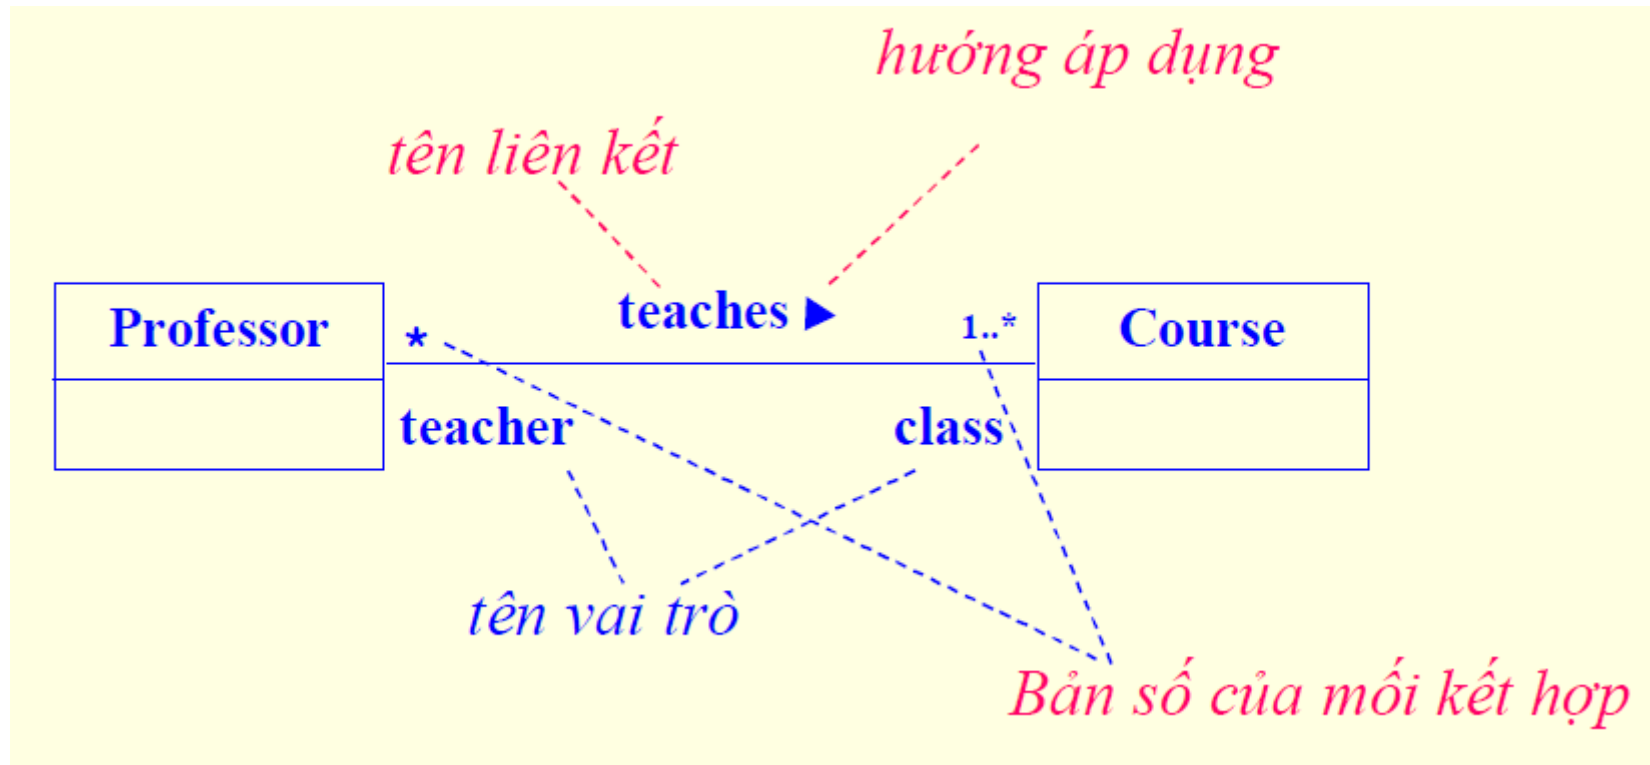 hướng áp dụng
tên liên kết
teaches ▶
Professor
*
1..*
Course
teacher
class
tên vai trò
Bản số của mối kết hợp